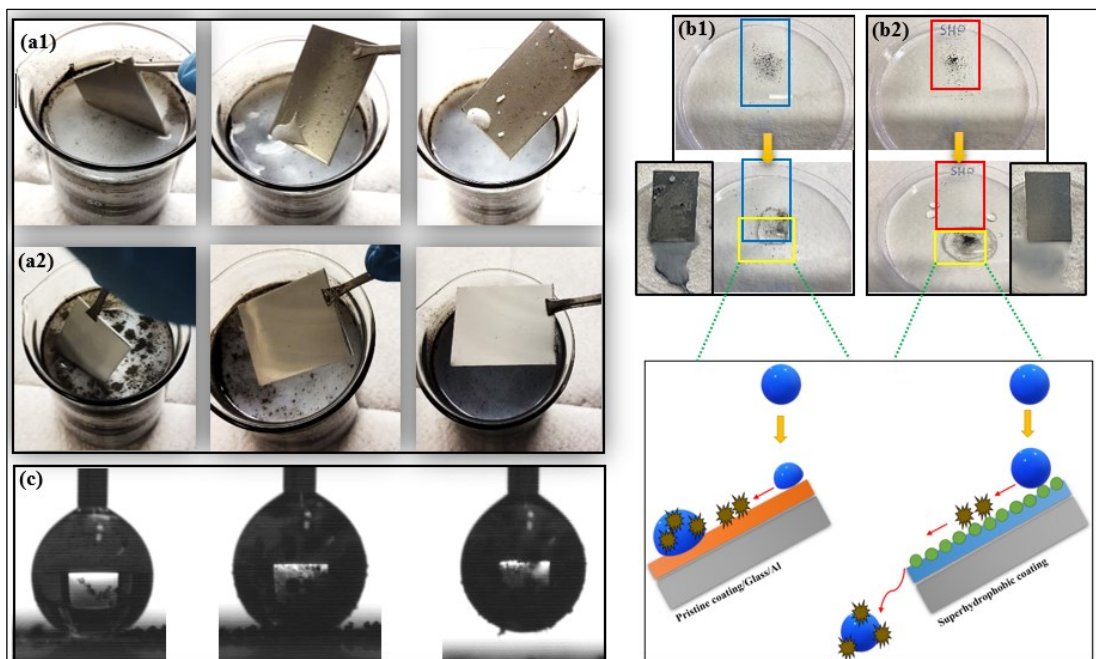 (a1)
(a2)
(c)
(b1)
(b2)
SHP
SHP
Pristine coating/Glass/Al
Superhydrophobic coating